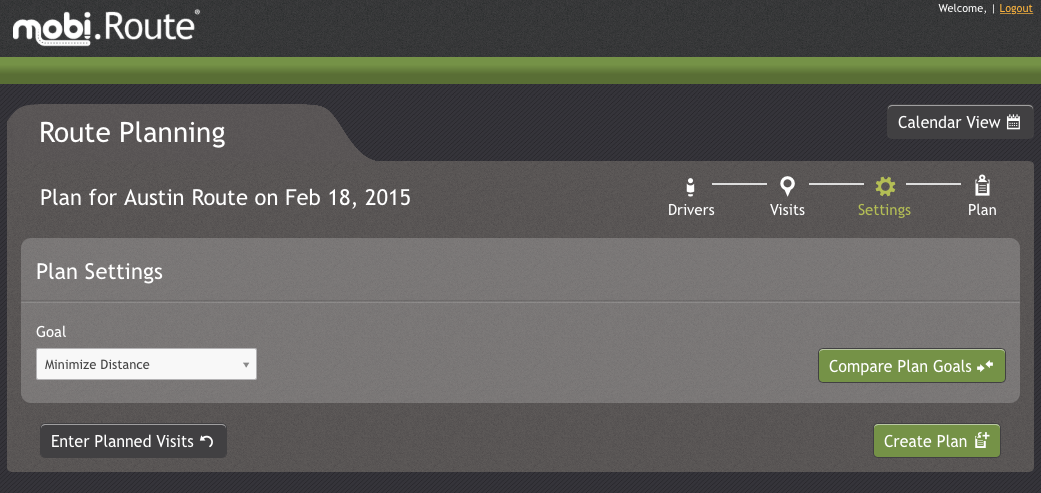 mobi.Route®
Welcome, | Logout
Route Planning
Calendar View
Plan for Austin Route on Feb 18, 2015
Drivers
Visits
Settings
Plan
Plan Settings
Goal
Minimize Distance
Compare Plan Goals
Enter Planned Visits
Create Plan